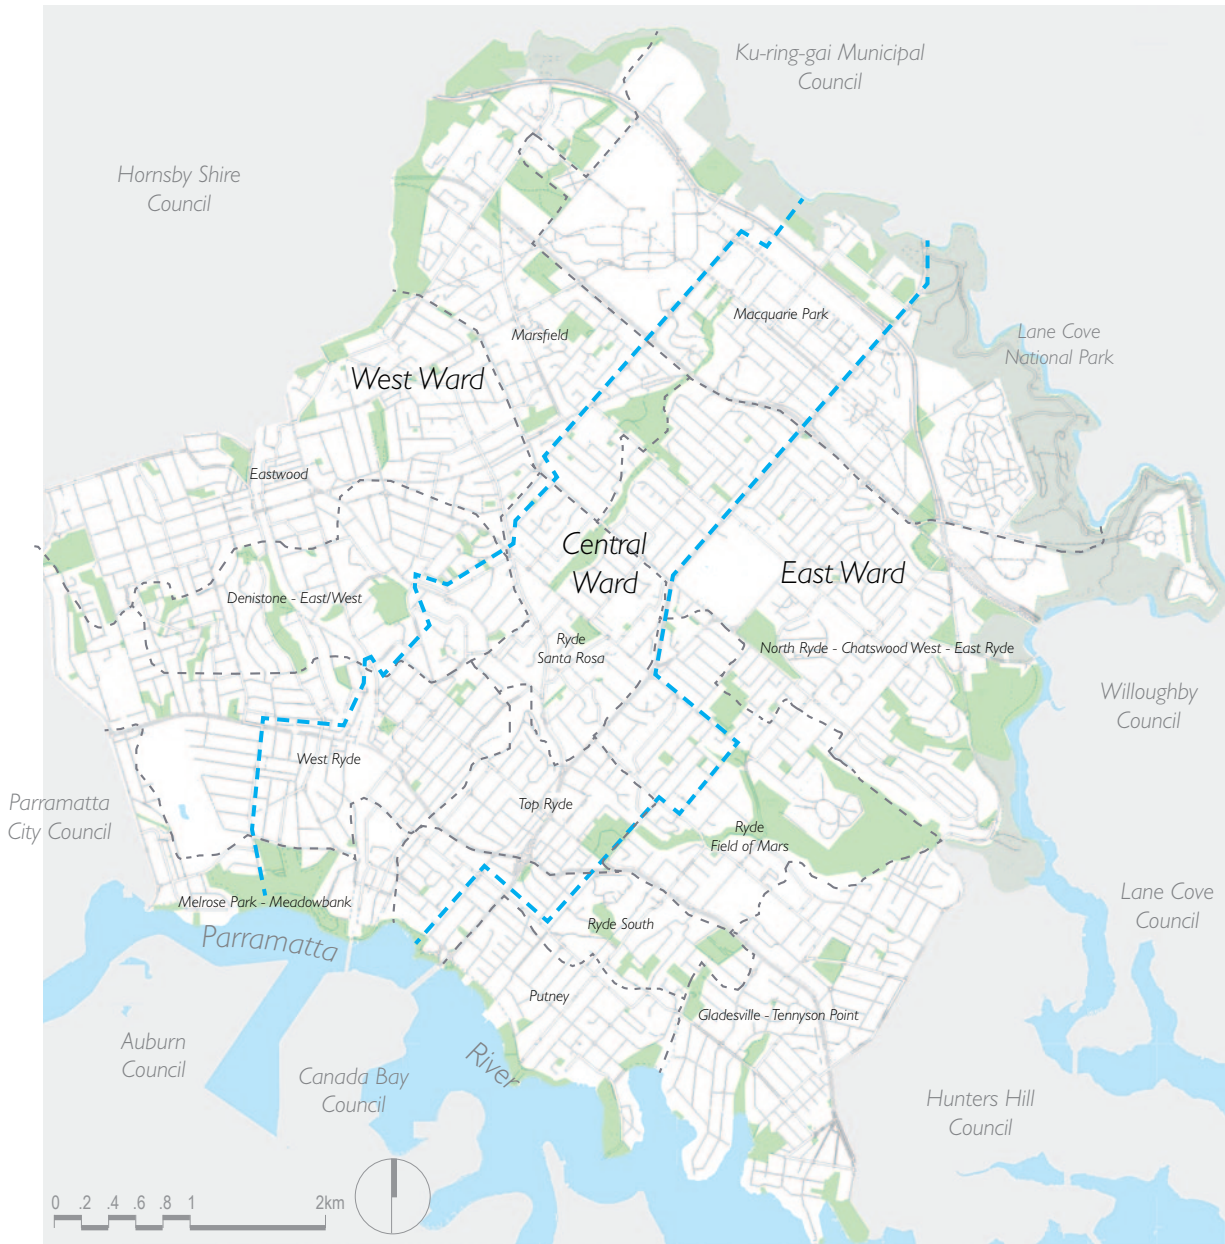 Ku-ring-gai Municipal
Council
Hornsby Shire
Council
Macquarie Park
Marsfield
Lane Cove
National Park
West Ward
Eastwood
Central
Ward
East Ward
Denistone - East/West
Ryde
Santa Rosa
North Ryde - Chatswood West - East Ryde
Willoughby
Council
West Ryde
Parramatta
City Council
Top Ryde
Ryde
Field of Mars
Melrose Park - Meadowbank
Lane Cove
Council
Ryde South
Parramatta
Putney
Gladesville - Tennyson Point
Auburn
Council
River
Canada Bay
Council
Hunters Hill
Council
0 .2 .4 .6 .8 1 2km